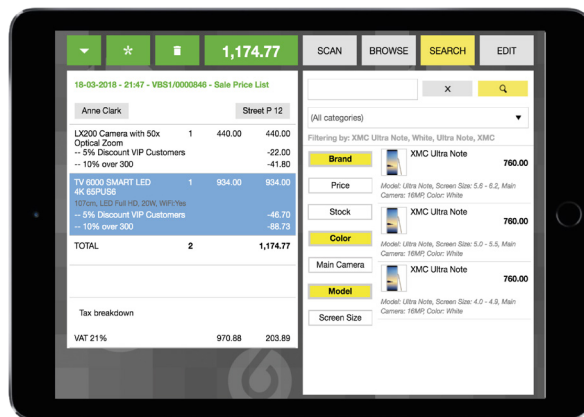 1,174.77
SCAN
BROWSE
SEARCH
EDIT
18-03-2018 - 21:47 - VBS1/0000846 - Sale Price List
Anne Clark
Street P 12
LX200 Camera with 50x 1 440.00 440.00
Optical Zoom
-- 5% Discount VIP Customers -22.00
-- 10% over 300 -41.80
TV 6000 SMART LED 1 934.00 934.00
4K 65PUS6
107cm, LED Full HD, 20W, WiFi:Yes
-- 5% Discount VIP Customers -46.70
-- 10% over 300 -88.73
TOTAL 2 1,174.77
Tax breakdown
VAT 21% 970.88 203.89
X
(All categories)
Filtering by: XMC Ultra Note, White, Ultra Note, XMC
Brand
Price
Stock
Color
Main Camera
Model
Screen Size
XMC Ultra Note
760.00
Model: Ultra Note, Screen Size: 5.6 - 6.2, Main
Camera: 16MP, Color: White
XMC Ultra Note
760.00
Model: Ultra Note, Screen Size: 5.0 - 5.5, Main
Camera: 16MP, Color: White
XMC Ultra Note
760.00
Model: Ultra Note, Screen Size: 4.0 - 4.9, Main
Camera: 16MP, Color: White